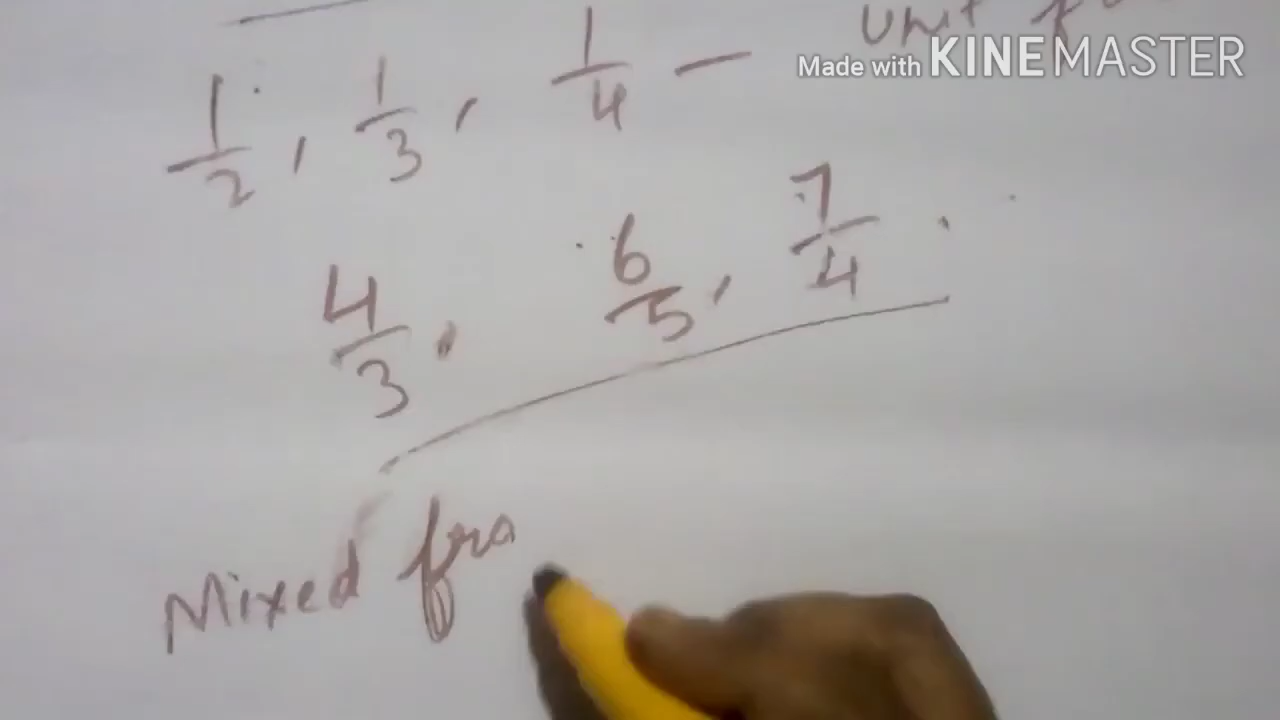 Made with KINEMASTER
1/2, 1/3, 1/4 — Unit
4/3, 6/5, 7/4.
Mixed fra